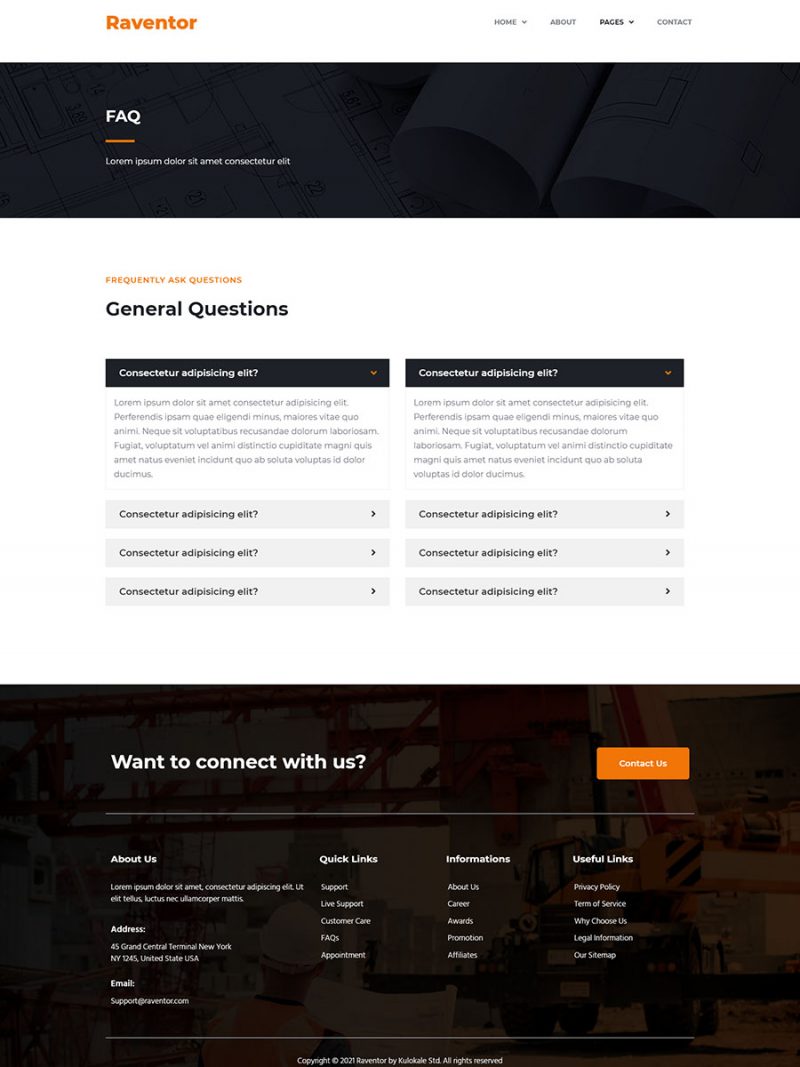 Raventor
HOME
ABOUT
PAGES
CONTACT
FAQ
Lorem ipsum dolor sit amet consectetur elit
FREQUENTLY ASK QUESTIONS
General Questions
Consectetur adipisicing elit?
Lorem ipsum dolor sit amet consectetur adipisicing elit.
Perferendis ipsam quae eligendi minus, maiores vitae quo
animi. Neque sit voluptatibus recusandae dolorum laboriosam.
Fugiat, voluptatum vel animi distinctio cupiditate magni quis
amet natus eveniet incidunt quo ab soluta voluptas id dolor
ducimus.
Consectetur adipisicing elit?
Consectetur adipisicing elit?
Consectetur adipisicing elit?
Consectetur adipisicing elit?
Lorem ipsum dolor sit amet consectetur adipisicing elit.
Perferendis ipsam quae eligendi minus, maiores vitae quo
animi. Neque sit voluptatibus recusandae dolorum
laboriosam. Fugiat, voluptatum vel animi distinctio cupiditate
magni quis amet natus eveniet incidunt quo ab soluta
voluptas id dolor ducimus.
Consectetur adipisicing elit?
Consectetur adipisicing elit?
Consectetur adipisicing elit?
Want to connect with us?
Contact Us
About Us
Lorem ipsum dolor sit amet, consectetur adipiscing elit. Ut
elit tellus, luctus nec ullamcorper mattis.
Address:
45 Grand Central Terminal New York
NY 1245, United State USA
Email:
Support@raventor.com
Quick Links
Support
Live Support
Customer Care
FAQs
Appointment
Informations
About Us
Career
Awards
Promotion
Affiliates
Useful Links
Privacy Policy
Term of Service
Why Choose Us
Legal Information
Our Sitemap
Copyright © 2021 Raventor by Kulokale Std. All rights reserved